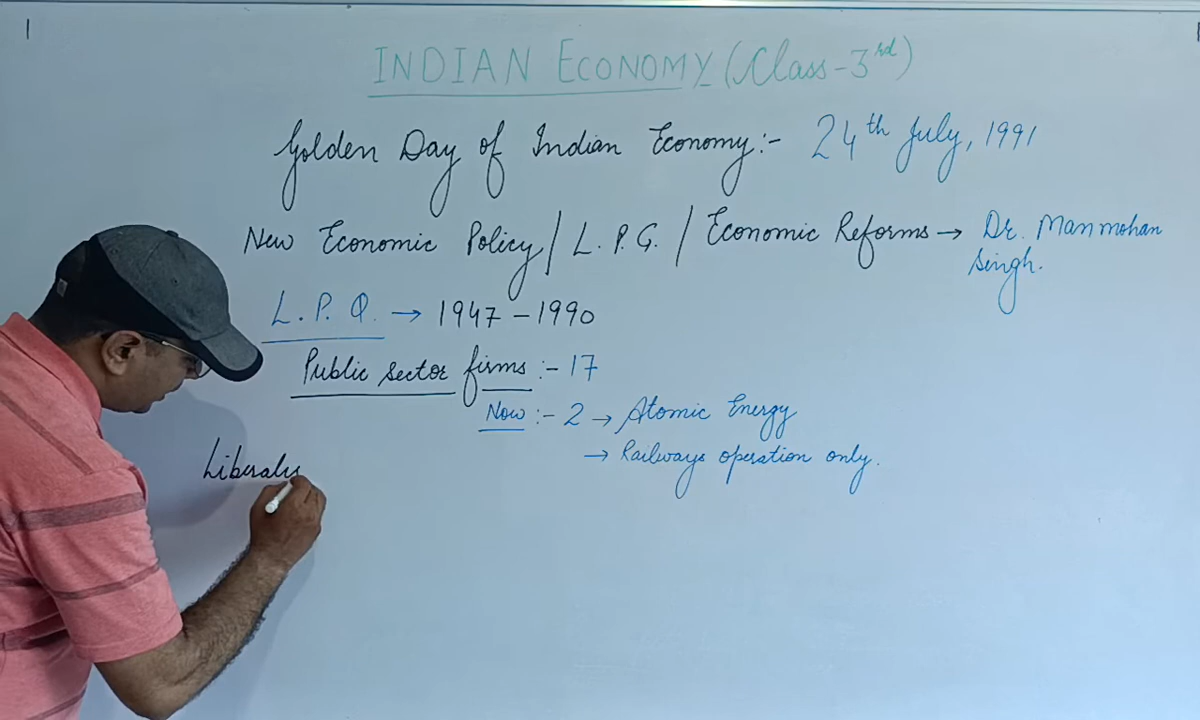 INDIAN ECONOMY (Class-3rd)
Golden Day of Indian Economy:- 24th July, 1991
New Economic Policy / L.P.G. / Economic Reforms → Dr. Manmohan
Singh.
L.P.Q. → 1947-1990
Public sector firms :- 17
Now :- 2 → Atomic Energy
→ Railways operation only.